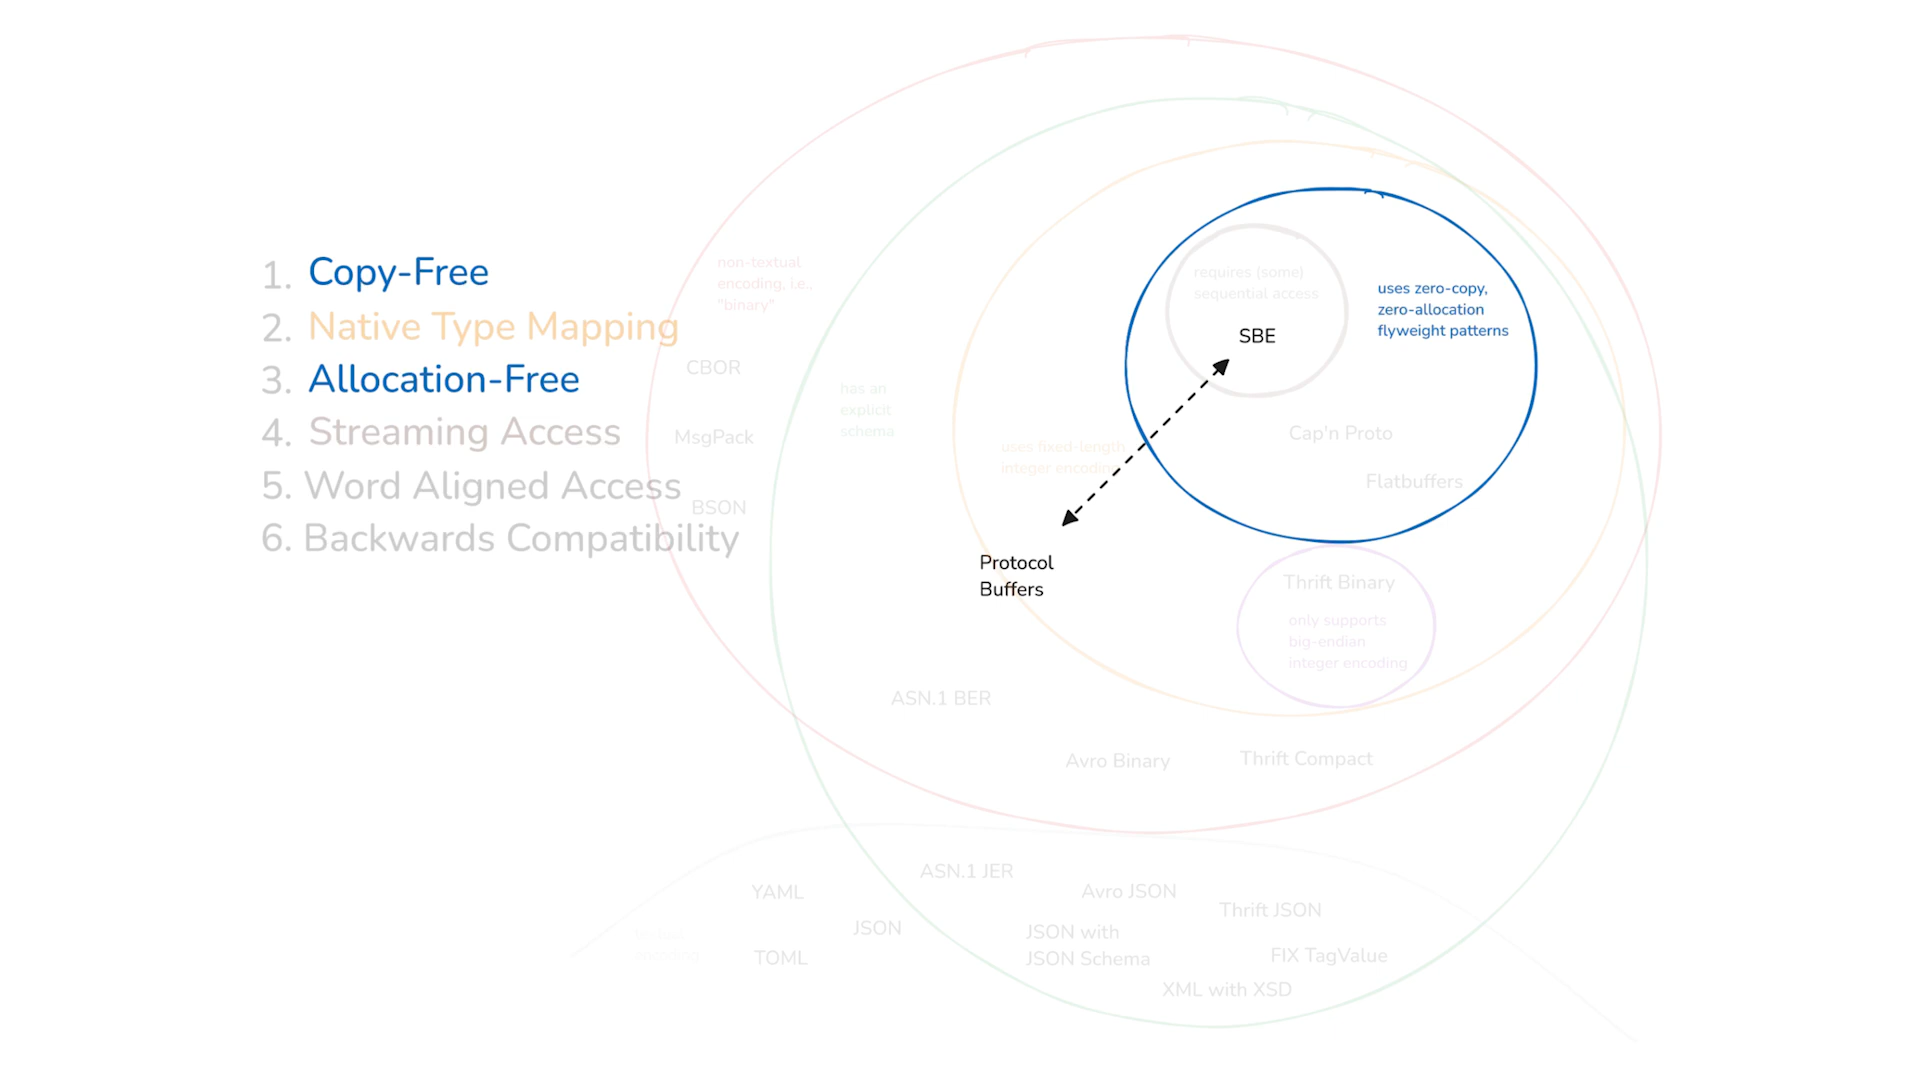 1. Copy-Free
2. Native Type Mapping
3. Allocation-Free
4. Streaming Access
5. Word Aligned Access
6. Backwards Compatibility
non-textual
encoding, i.e.,
"binary"
CBOR
MsgPack
BSON
has an
explicit
schema
uses fixed-length
integer encoding
requires (some)
sequential access
SBE
uses zero-copy,
zero-allocation
flyweight patterns
Cap'n Proto
Flatbuffers
Protocol
Buffers
Thrift Binary
only supports
big-endian
integer encoding
ASN.1 BER
Avro Binary
Thrift Compact
YAML
JSON
TOML
encoding
ASN.1 JER
Avro JSON
Thrift JSON
JSON with
JSON Schema
FIX TagValue
XML with XSD